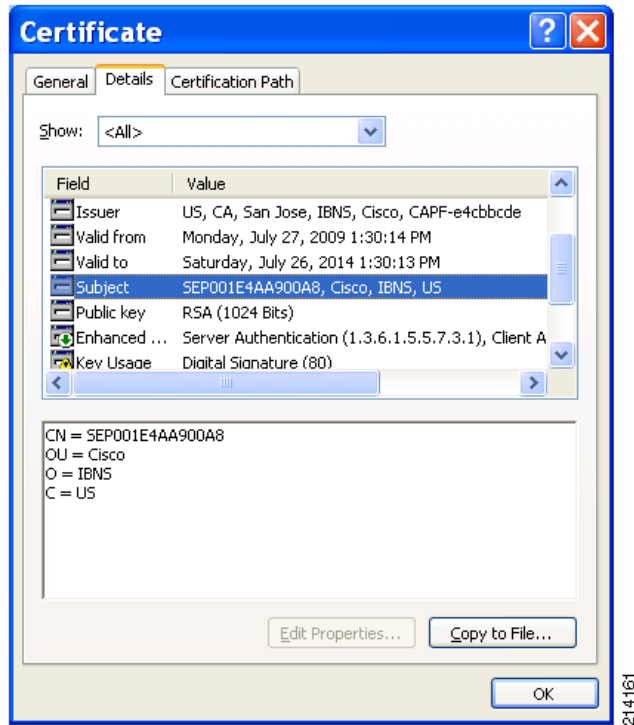 Certificate
General Details Certification Path
Show: <All>
Field Value
Issuer US, CA, San Jose, IBNS, Cisco, CAPF-e4cbbcde
Valid from Monday, July 27, 2009 1:30:14 PM
Valid to Saturday, July 26, 2014 1:30:13 PM
Subject SEP001E4AA900A8, Cisco, IBNS, US
Public key RSA (1024 Bits)
Enhanced ... Server Authentication (1.3.6.1.5.5.7.3.1), Client A
Key Usage Digital Signature (80)
CN = SEP001E4AA900A8
OU = Cisco
O = IBNS
C = US
Edit Properties... Copy to File...
OK
214161